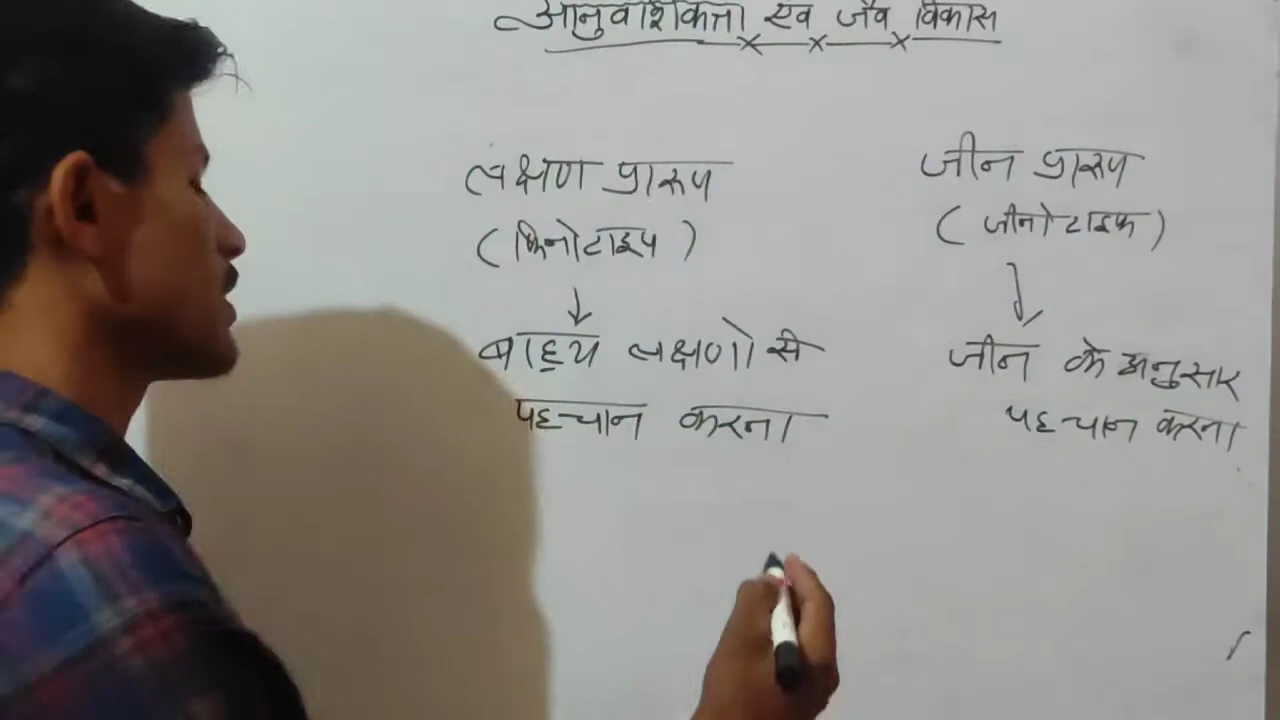 आनुवांशिकता एवं जैव विकास
लक्षण प्रारूप
(फिनोटाइप)
बाह्य लक्षणो से
पहचान करना
जीन प्रारूप
(जीनोटाइप)
जीन के अनुसार
पहचान करना